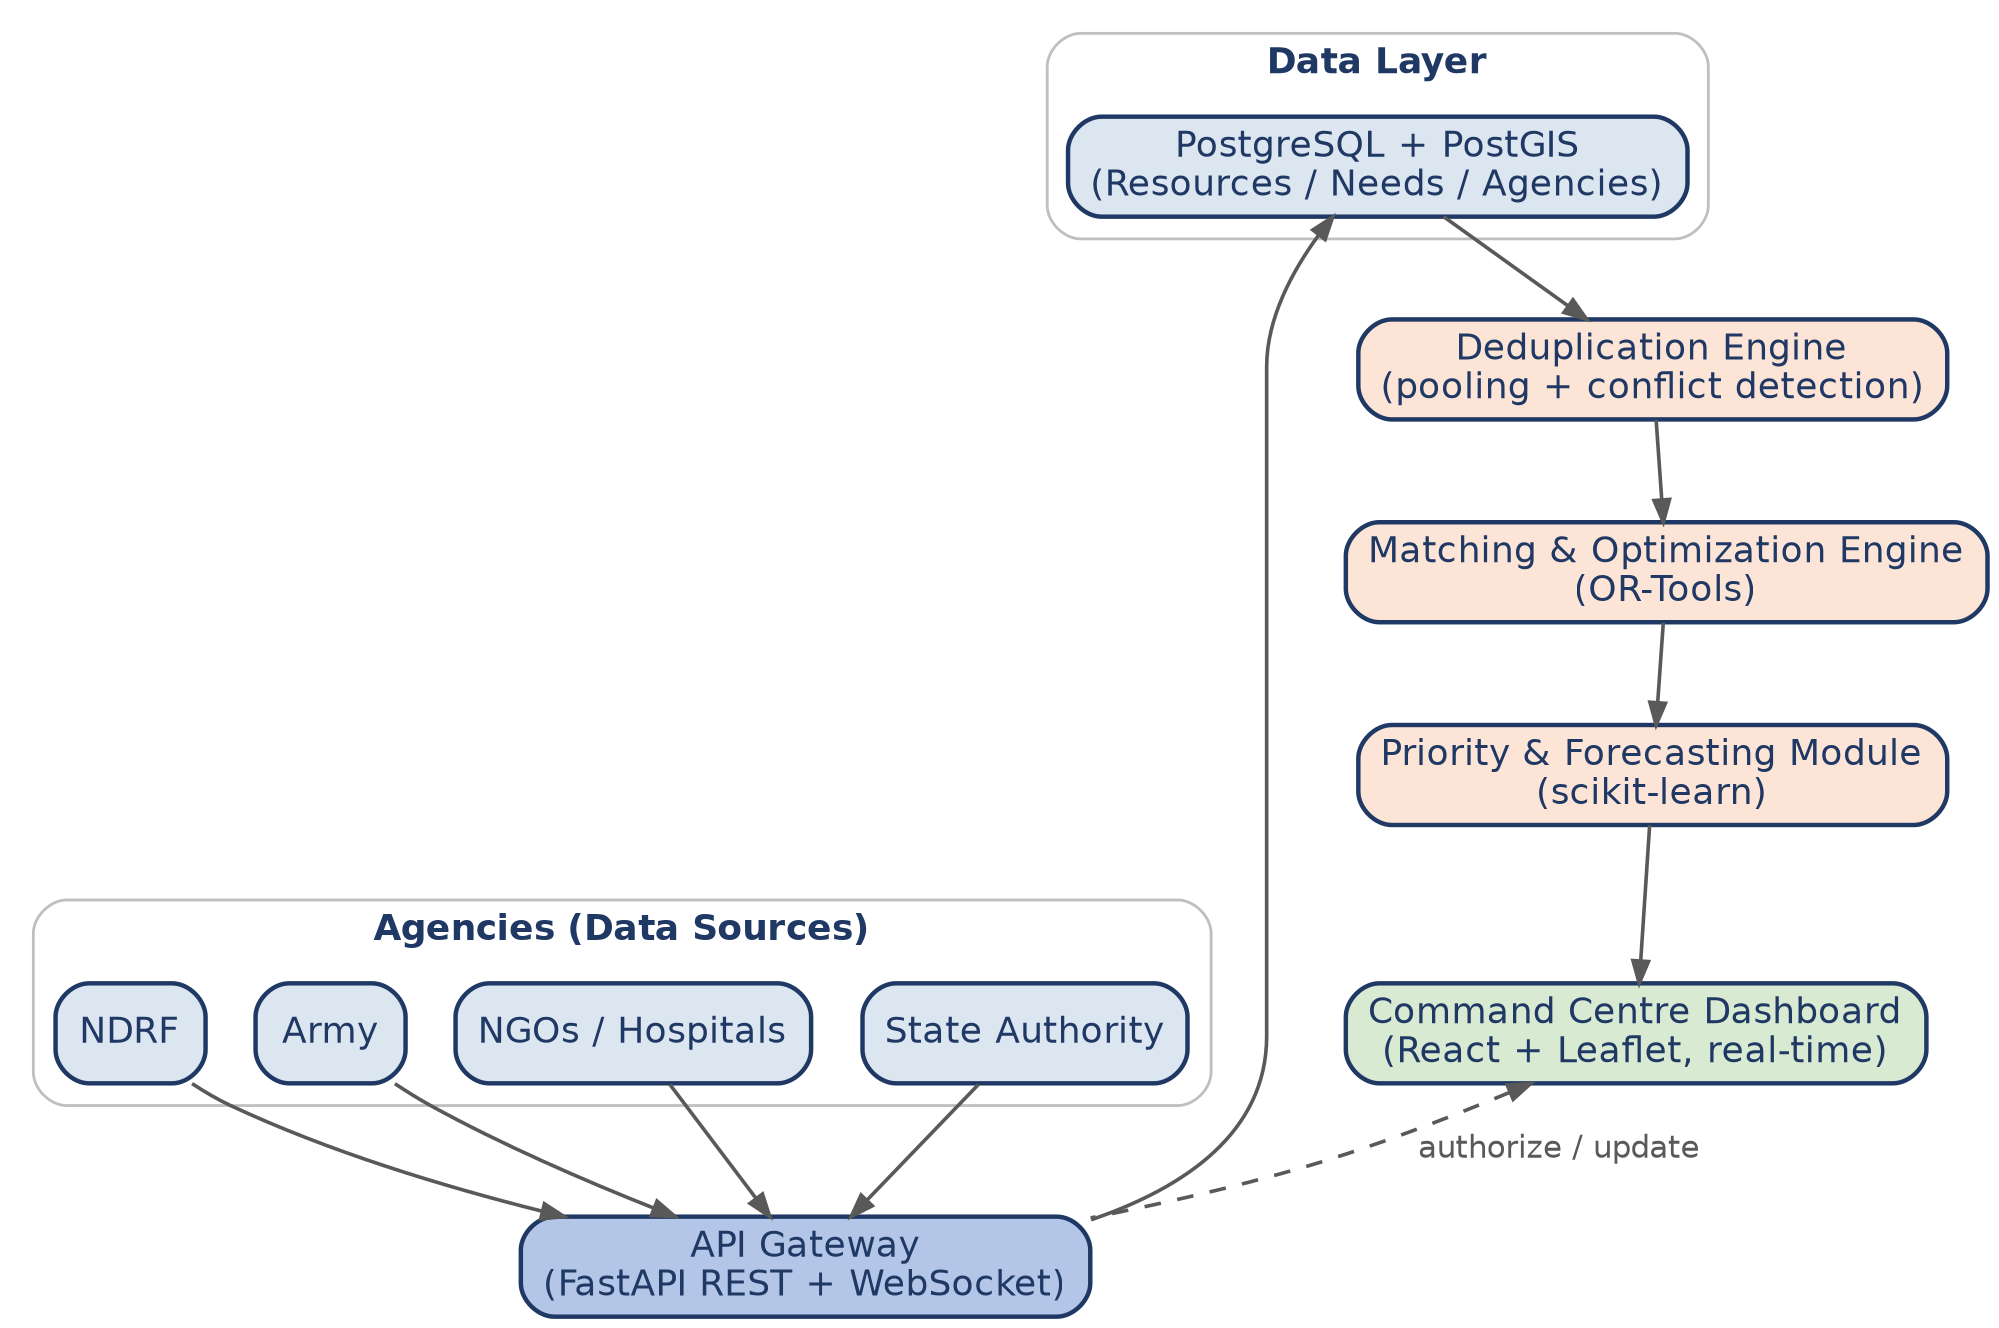 Data Layer
PostgreSQL + PostGIS
(Resources / Needs / Agencies)
Deduplication Engine
(pooling + conflict detection)
Matching & Optimization Engine
(OR-Tools)
Priority & Forecasting Module
(scikit-learn)
Agencies (Data Sources)
NDRF
Army
NGOs / Hospitals
State Authority
Command Centre Dashboard
(React + Leaflet, real-time)
authorize / update
API Gateway
(FastAPI REST + WebSocket)